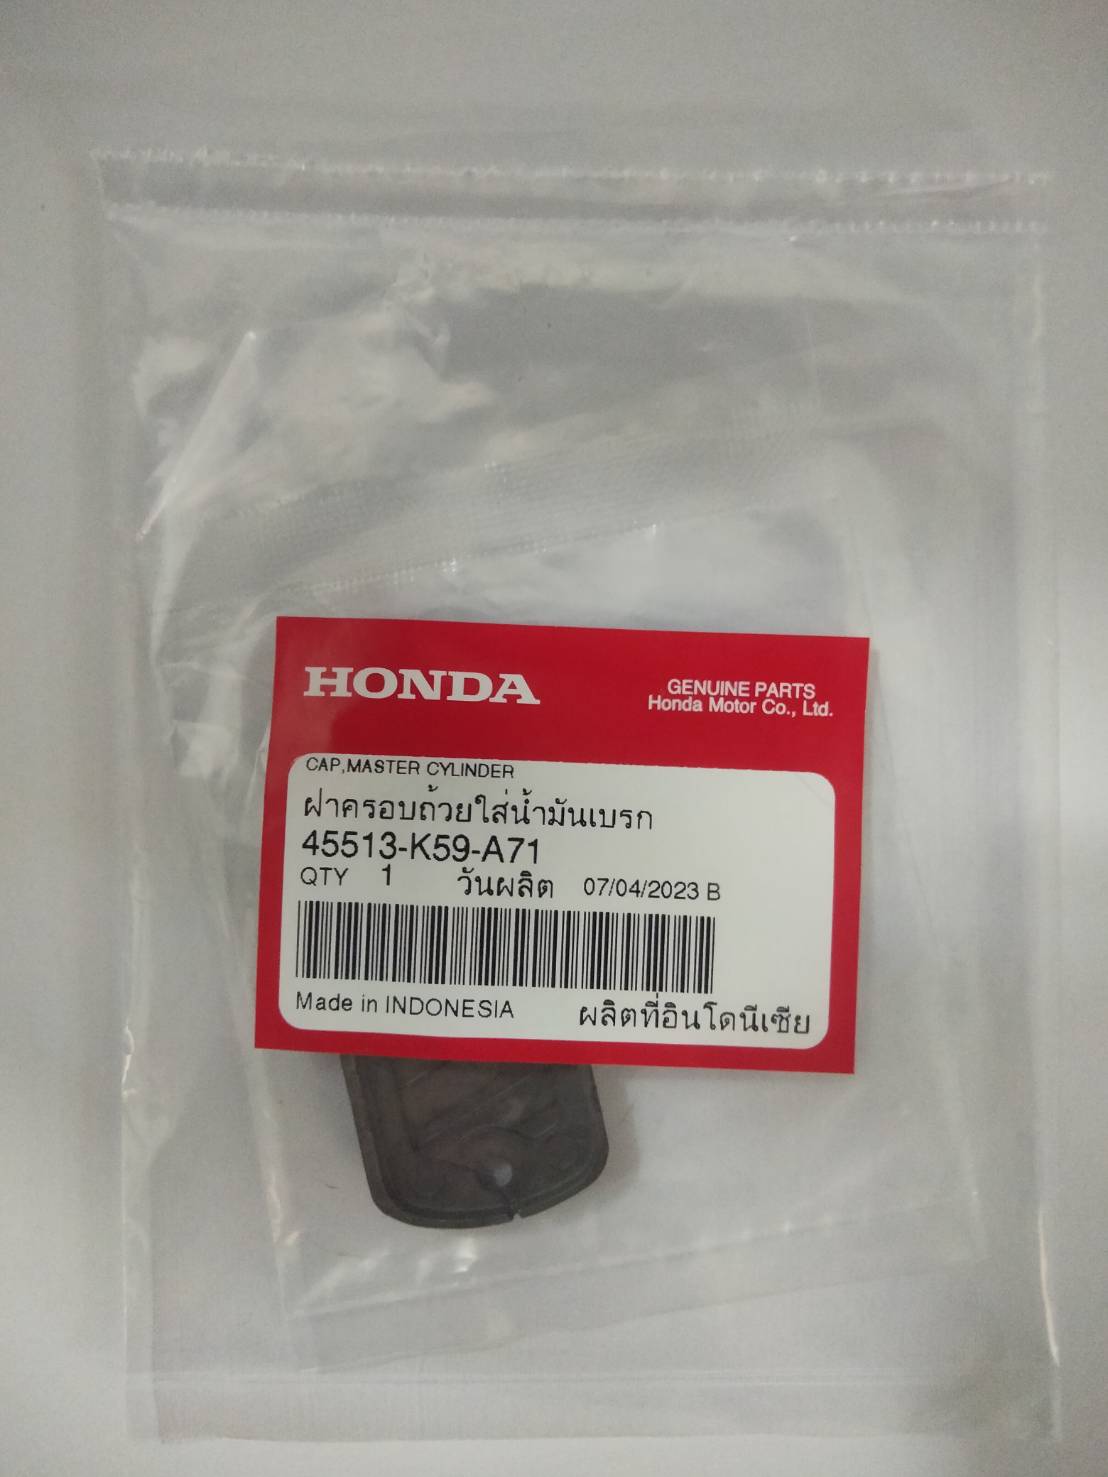 HONDA
GENUINE PARTS
Honda Motor Co., Ltd.
CAP,MASTER CYLINDER
ฝาครอบถ้วยใส่น้ำมันเบรก
45513-K59-A71
QTY 1 วันผลิต 07/04/2023 B
Made in INDONESIA ผลิตที่อินโดนีเซีย